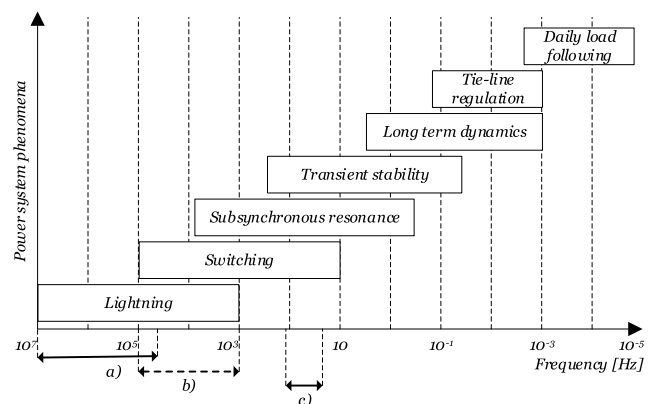 Power system phenomena
Daily load
following
Tie-line
regulation
Long term dynamics
Transient stability
Subsynchronous resonance
Switching
Lightning
10⁷ 10⁵ 10³ 10 10⁻¹ 10⁻³ 10⁻⁵
Frequency [Hz]
a)
b)
c)